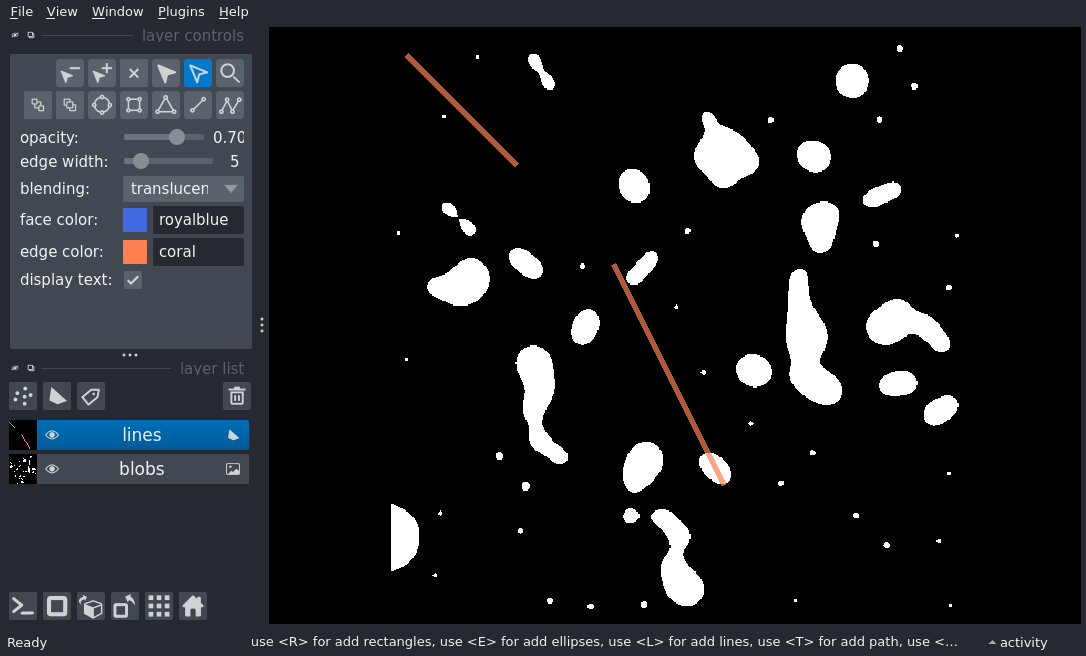 File View Window Plugins Help
layer controls
opacity: 0.70
edge width: 5
blending: translucen
face color: royalblue
edge color: coral
display text:
layer list
lines
blobs
Ready use <R> for add rectangles, use <E> for add ellipses, use <L> for add lines, use <T> for add path, use <... activity